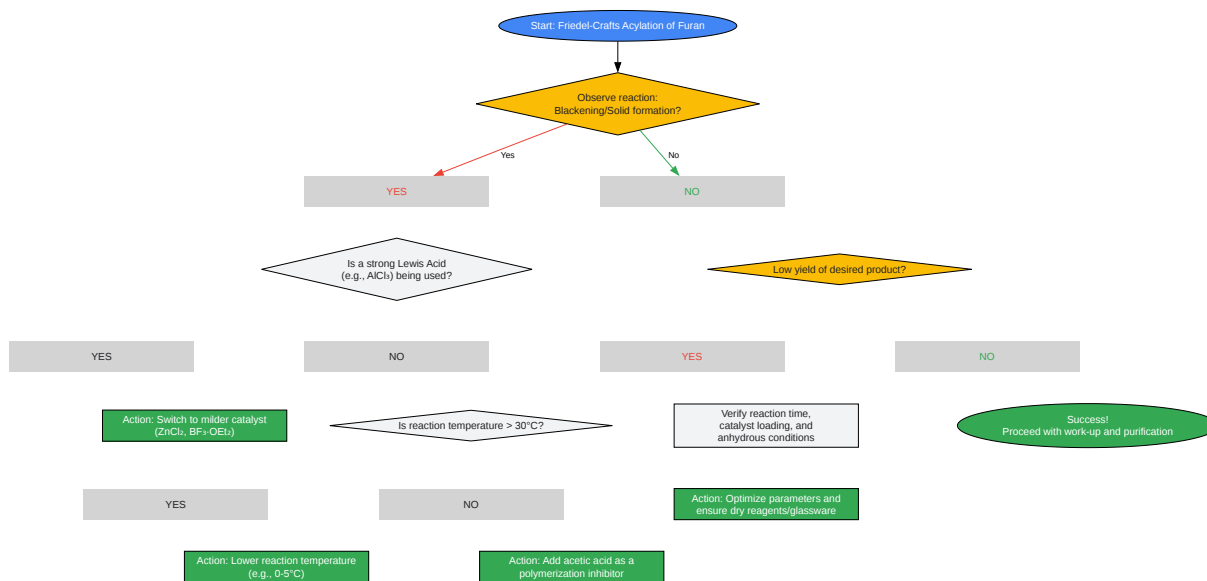 Start: Friedel-Crafts Acylation of Furan
Observe reaction:
Blackening/Solid formation?
Yes
No
YES
NO
Is a strong Lewis Acid
(e.g., AlCl₃) being used?
Low yield of desired product?
YES
NO
YES
NO
Action: Switch to milder catalyst
(ZnCl₂, BF₃·OEt₂)
Is reaction temperature > 30°C?
Verify reaction time,
catalyst loading, and
anhydrous conditions
Success!
Proceed with work-up and purification
YES
NO
Action: Optimize parameters and
ensure dry reagents/glassware
Action: Lower reaction temperature
(e.g., 0-5°C)
Action: Add acetic acid as a
polymerization inhibitor